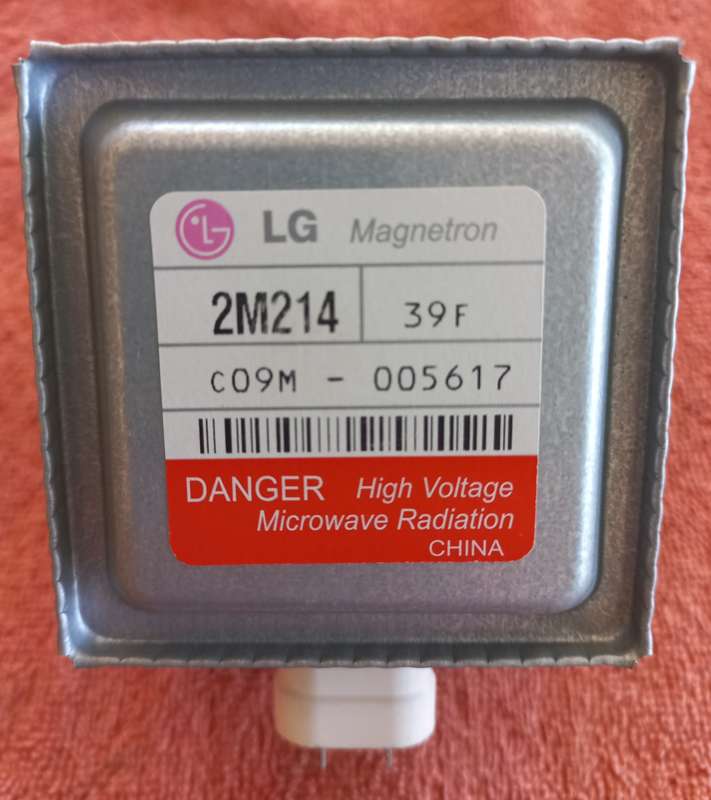 LG Magnetron
2M214 39F
C09M - 005617
DANGER High Voltage
Microwave Radiation
CHINA